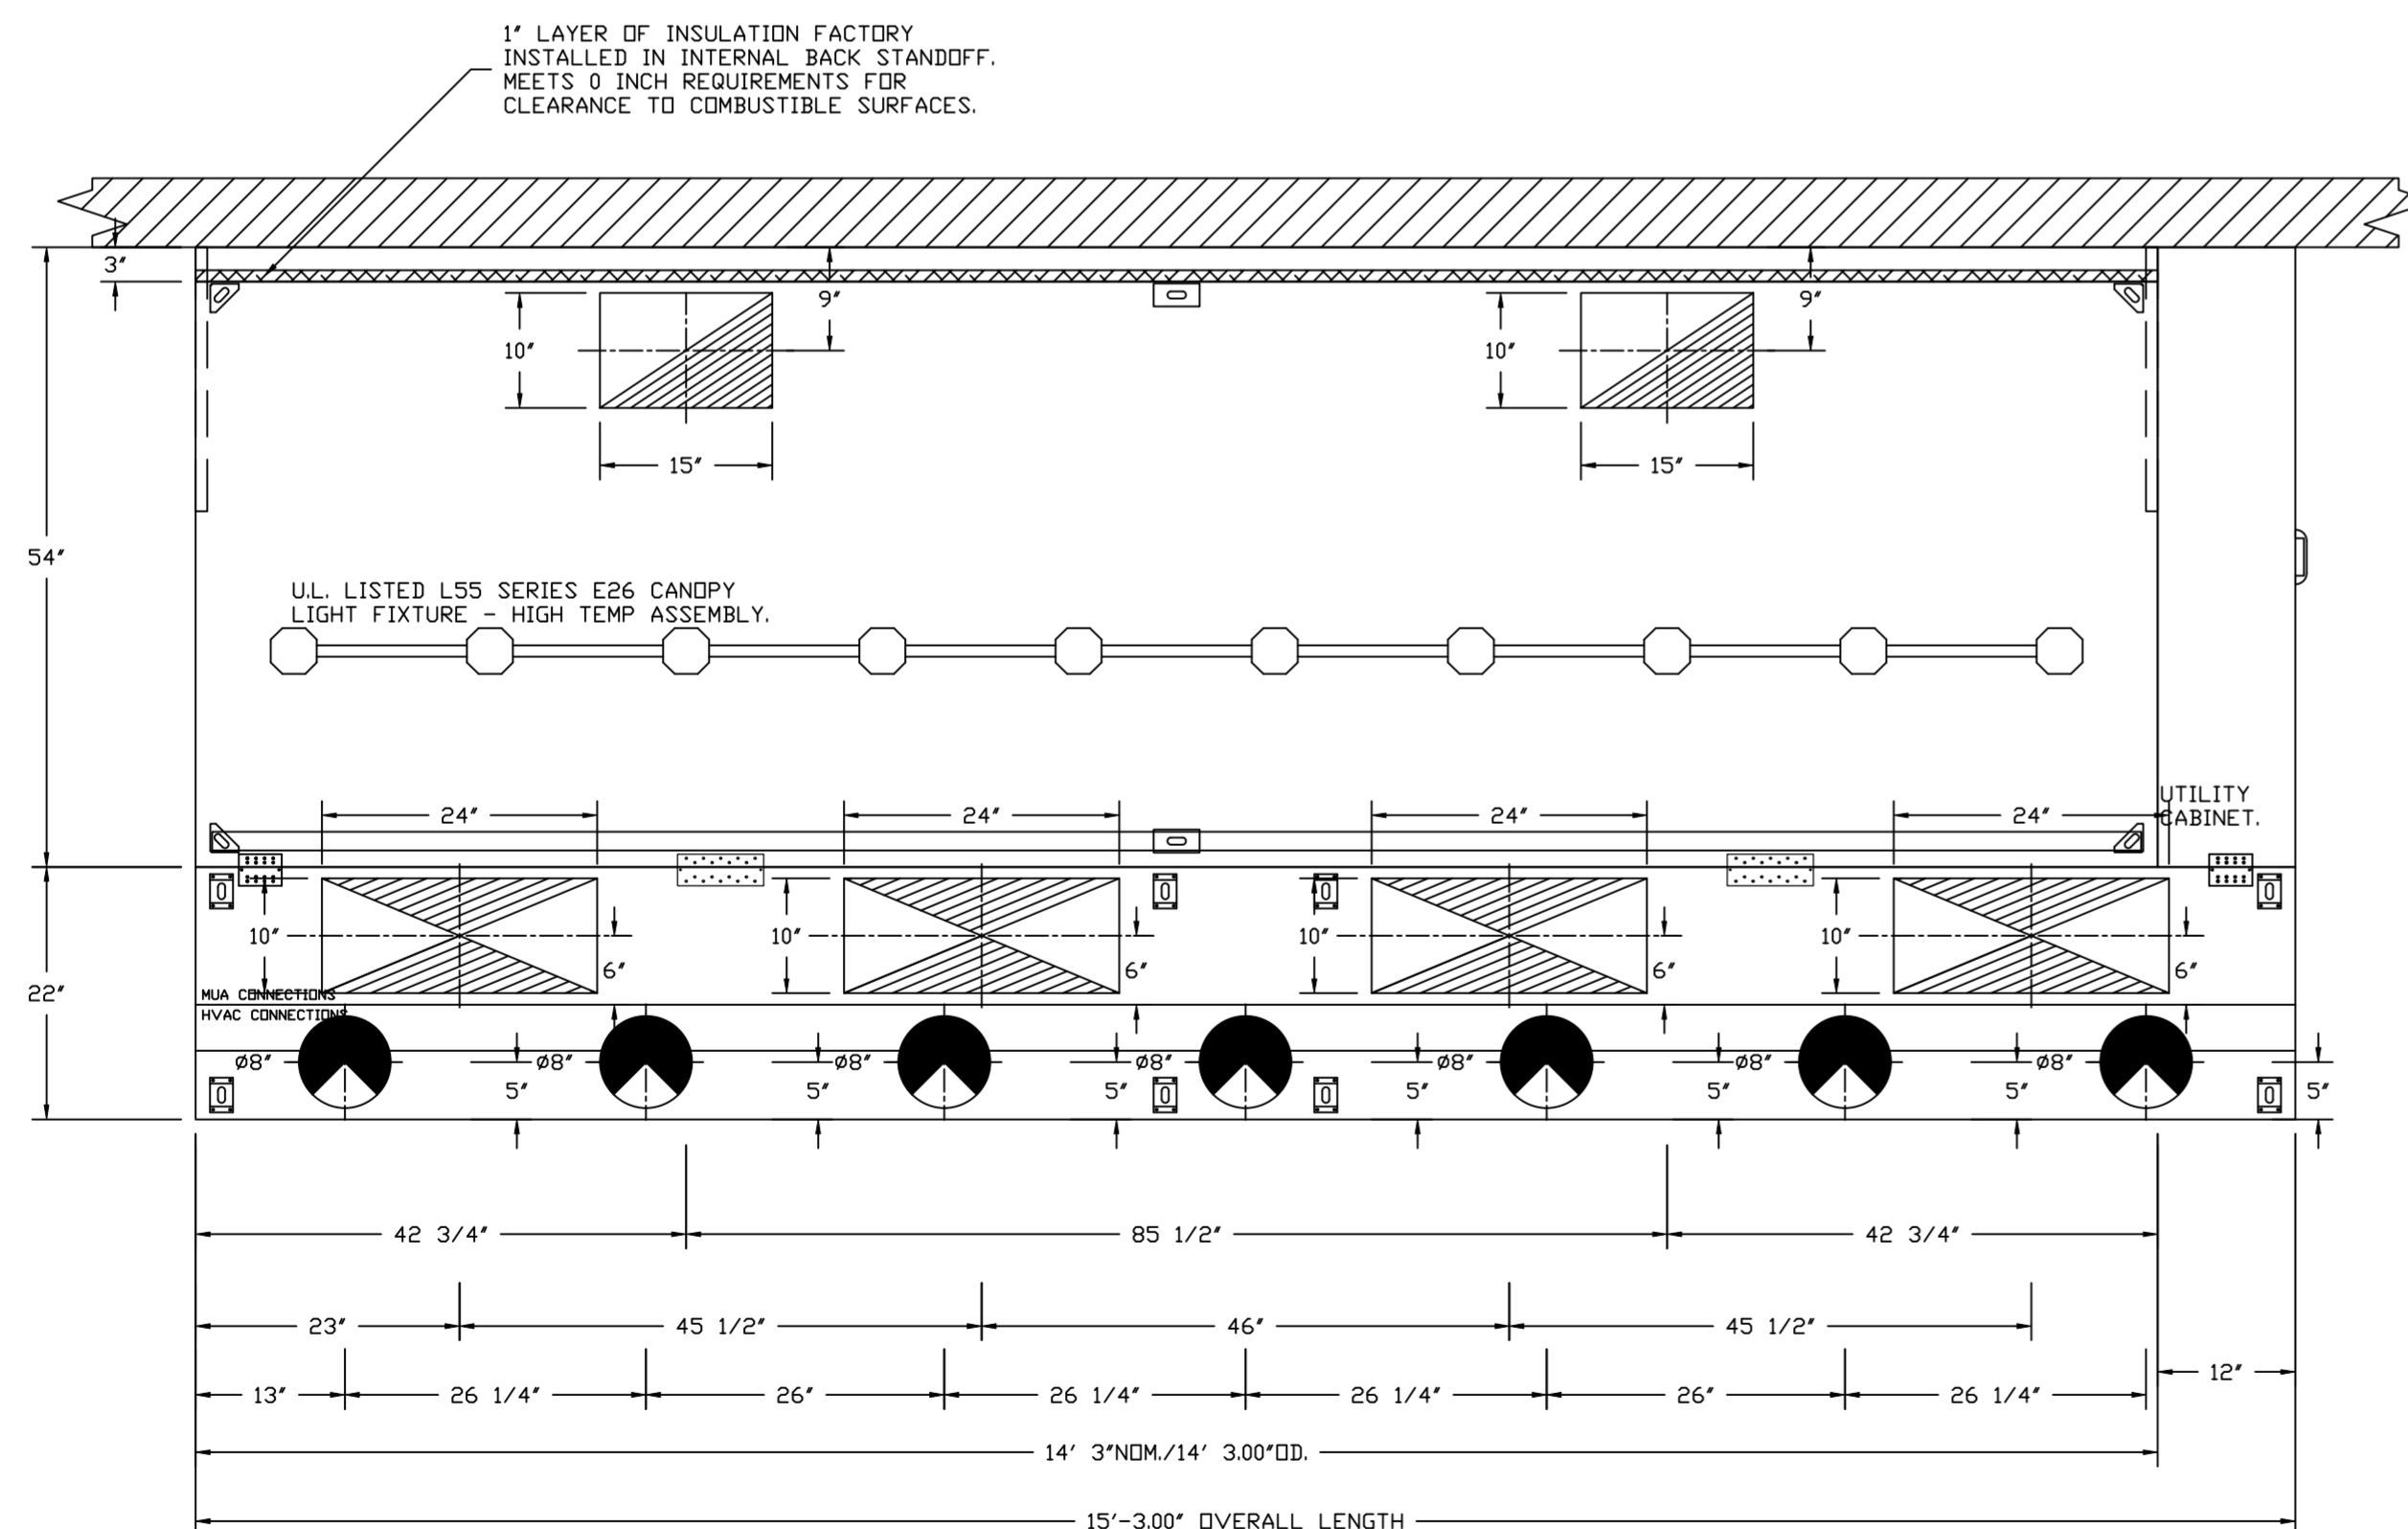 1" LAYER OF INSULATION FACTORY
INSTALLED IN INTERNAL BACK STANDOFF.
MEETS 0 INCH REQUIREMENTS FOR
CLEARANCE TO COMBUSTIBLE SURFACES.
3"
9"
9"
10"
10"
15"
15"
54"
U.L. LISTED L55 SERIES E26 CANOPY
LIGHT FIXTURE - HIGH TEMP ASSEMBLY.
UTILITY
CABINET.
24"
24"
24"
24"
10"
10"
10"
10"
6"
6"
6"
6"
22"
MUA CONNECTIONS
HVAC CONNECTIONS
ø8"
ø8"
ø8"
ø8"
ø8"
ø8"
ø8"
5"
5"
5"
5"
5"
5"
5"
42 3/4"
85 1/2"
42 3/4"
23"
45 1/2"
46"
45 1/2"
12"
13"
26 1/4"
26"
26 1/4"
26 1/4"
26"
26 1/4"
14' 3"NOM./14' 3.00"OD.
15'-3.00" OVERALL LENGTH